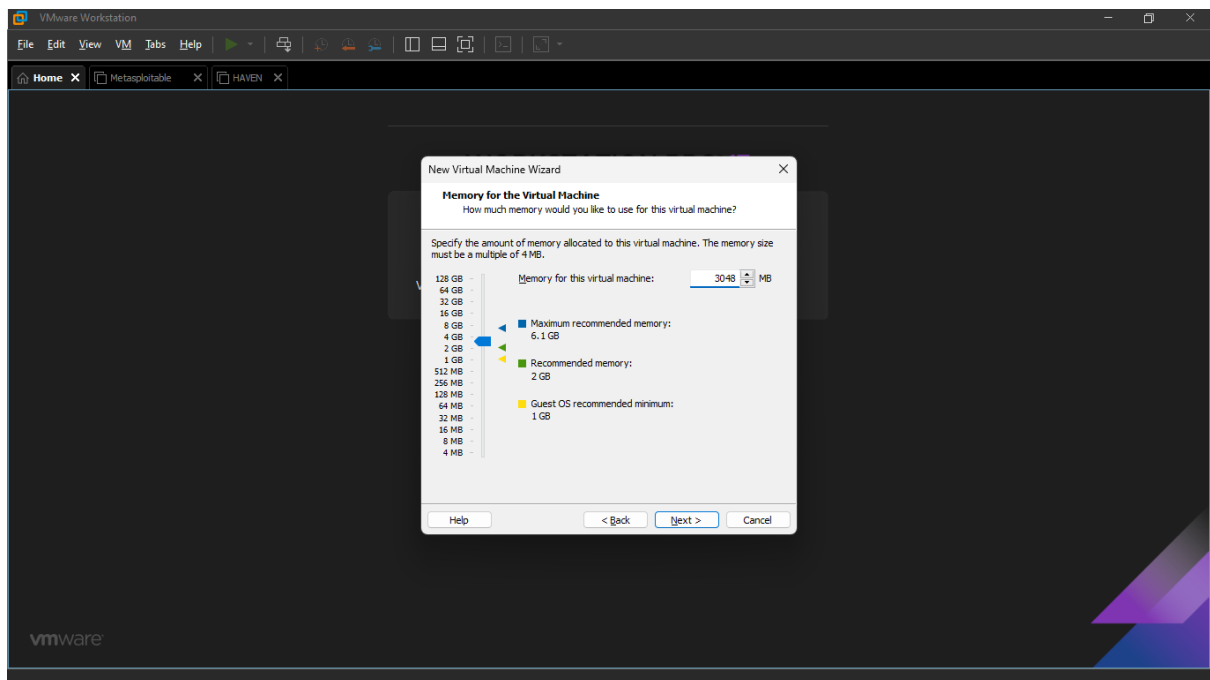 VMware Workstation
File Edit View VM Tabs Help
Home Metasploitable HAVEN
New Virtual Machine Wizard
Memory for the Virtual Machine
How much memory would you like to use for this virtual machine?
Specify the amount of memory allocated to this virtual machine. The memory size
must be a multiple of 4 MB.
Memory for this virtual machine: 3048 MB
128 GB
64 GB
32 GB
16 GB
8 GB
4 GB
2 GB
1 GB
512 MB
256 MB
128 MB
64 MB
32 MB
16 MB
8 MB
4 MB
Maximum recommended memory:
6.1 GB
Recommended memory:
2 GB
Guest OS recommended minimum:
1 GB
Help < Back Next > Cancel
vmware